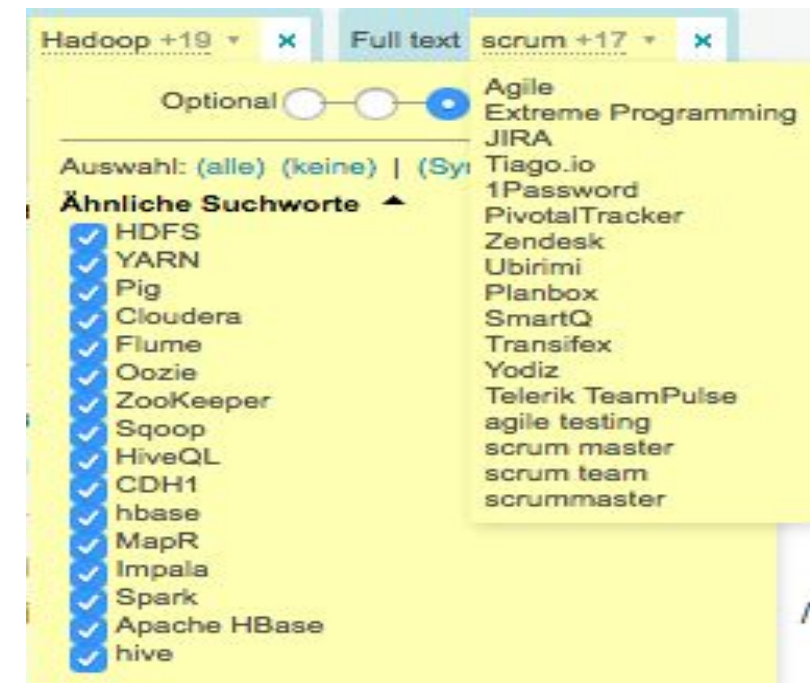 Hadoop +19
Full text scrum +17
Optional
Auswahl: (alle) (keine) | (Sy
Ähnliche Suchworte
HDFS
YARN
Pig
Cloudera
Flume
Oozie
ZooKeeper
Sqoop
HiveQL
CDH1
hbase
MapR
Impala
Spark
Apache HBase
hive
Agile
Extreme Programming
JIRA
Tiago.io
1Password
PivotalTracker
Zendesk
Ubirimi
Planbox
SmartQ
Transifex
Yodiz
Telerik TeamPulse
agile testing
scrum master
scrum team
scrummaster